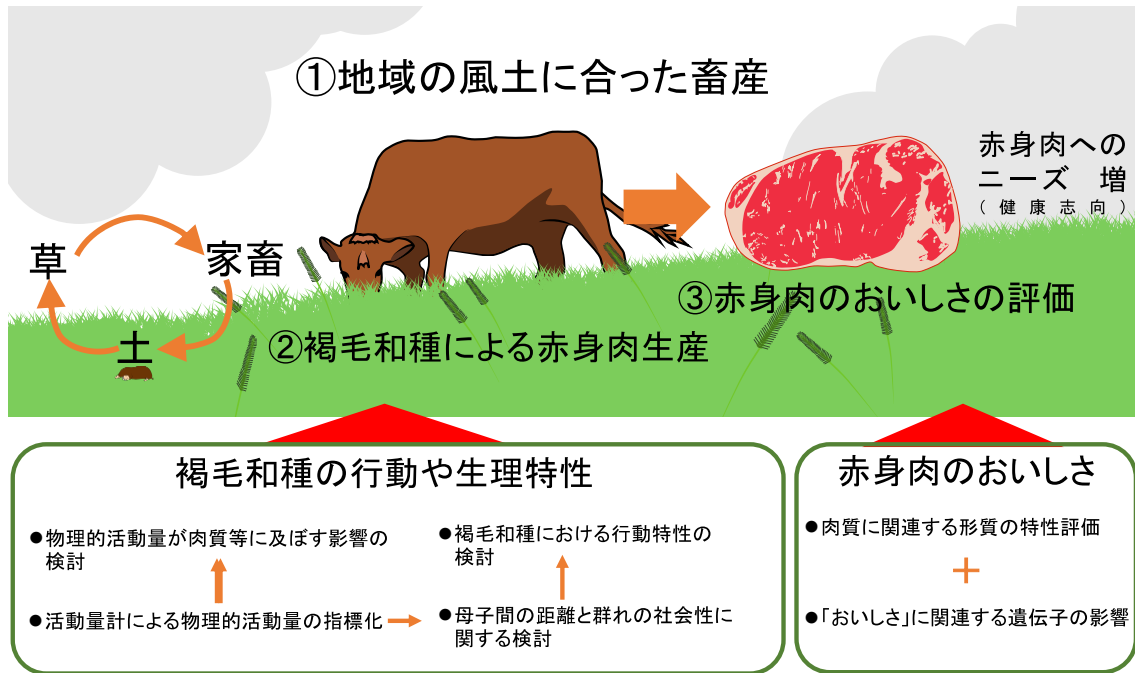 ①地域の風土に合った畜産
赤身肉への
ニーズ 増
(健康志向)
草
家畜
土
③赤身肉のおいしさの評価
②褐毛和種による赤身肉生産
褐毛和種の行動や生理特性
●物理的活動量が肉質等に及ぼす影響の
検討
●活動量計による物理的活動量の指標化
●褐毛和種における行動特性の
検討
●母子間の距離と群れの社会性に
関する検討
赤身肉のおいしさ
●肉質に関連する形質の特性評価
＋
●「おいしさ」に関連する遺伝子の影響